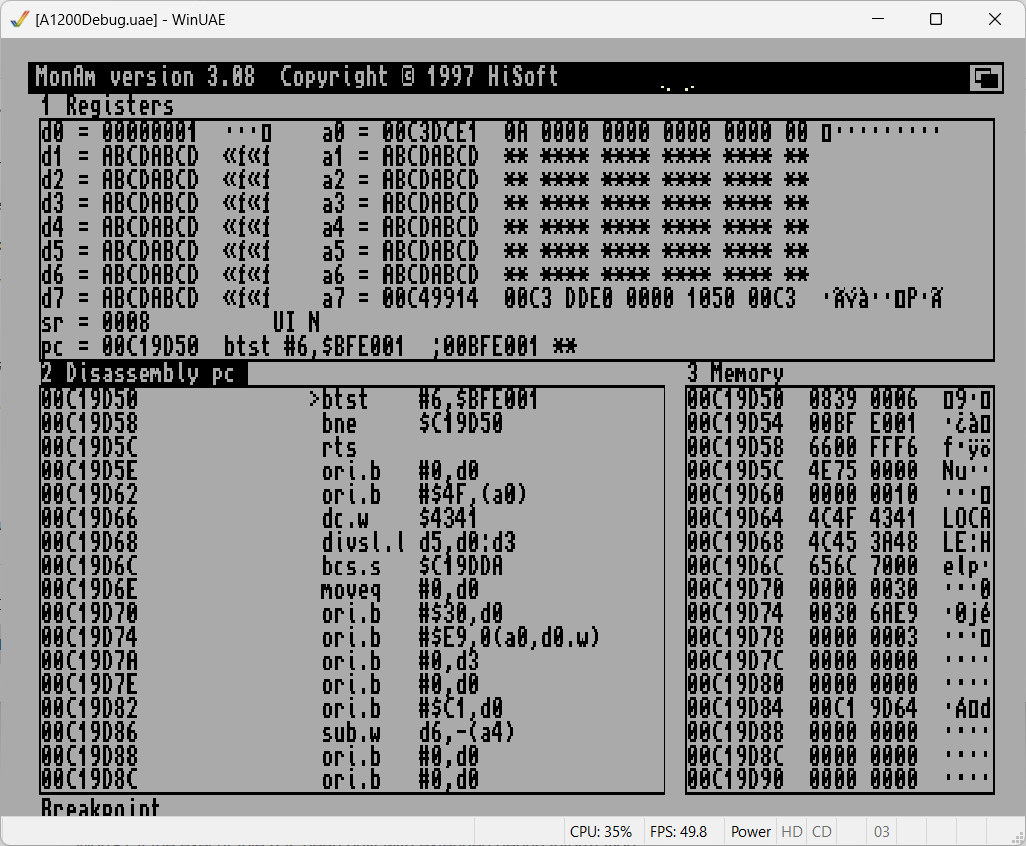 [A1200Debug.uae] - WinUAE
MonAm version 3.08 Copyright © 1997 HiSoft
1 Registers
d0 = 00000001 ···▯ a0 = 00C3DCE1 0A 0000 0000 0000 0000 00 ▯·········
d1 = ABCDABCD «f«f a1 = ABCDABCD ** **** **** **** **** **
d2 = ABCDABCD «f«f a2 = ABCDABCD ** **** **** **** **** **
d3 = ABCDABCD «f«f a3 = ABCDABCD ** **** **** **** **** **
d4 = ABCDABCD «f«f a4 = ABCDABCD ** **** **** **** **** **
d5 = ABCDABCD «f«f a5 = ABCDABCD ** **** **** **** **** **
d6 = ABCDABCD «f«f a6 = ABCDABCD ** **** **** **** **** **
d7 = ABCDABCD «f«f a7 = 00C49914 00C3 DDE0 0000 1050 00C3
sr = 0008 UI N
pc = 00C19D50 btst #6,$BFE001 ;00BFE001 **
2 Disassembly pc
00C19D50 >btst #6,$BFE001
00C19D58 bne $C19D50
00C19D5C rts
00C19D5E ori.b #0,d0
00C19D62 ori.b #$4F,(a0)
00C19D66 dc.w $4341
00C19D68 divsl.l d5,d0:d3
00C19D6C bcs.s $C19DDA
00C19D6E moveq #0,d0
00C19D70 ori.b #$30,d0
00C19D74 ori.b #$E9,0(a0,d0.w)
00C19D7A ori.b #0,d3
00C19D7E ori.b #0,d0
00C19D82 ori.b #$C1,d0
00C19D86 sub.w d6,-(a4)
00C19D88 ori.b #0,d0
00C19D8C ori.b #0,d0
3 Memory
00C19D50 0839 0006 ▯9·▯
00C19D54 00BF E001 ·¿à▯
00C19D58 6600 FFF6 f·ÿö
00C19D5C 4E75 0000 Nu··
00C19D60 0000 0010 ···▯
00C19D64 4C4F 4341 LOCA
00C19D68 4C45 3A48 LE:H
00C19D6C 656C 7000 elp·
00C19D70 0000 0030 ···0
00C19D74 0030 6AE9 ·0jé
00C19D78 0000 0003 ···▯
00C19D7C 0000 0000 ····
00C19D80 0000 0000 ····
00C19D84 00C1 9D64 ·Á▯d
00C19D88 0000 0000 ····
00C19D8C 0000 0000 ····
00C19D90 0000 0000 ····
Breakpoint
CPU: 35% FPS: 49.8 Power HD CD 03